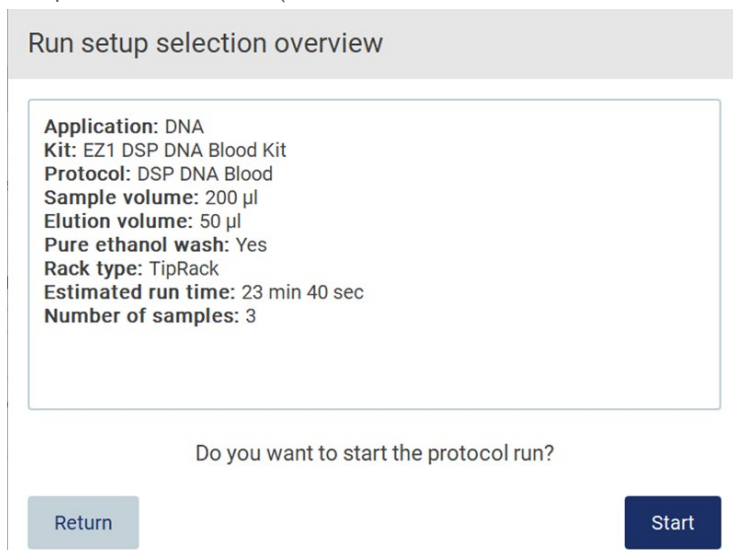 Run setup selection overview
Application: DNA
Kit: EZ1 DSP DNA Blood Kit
Protocol: DSP DNA Blood
Sample volume: 200 µl
Elution volume: 50 µl
Pure ethanol wash: Yes
Rack type: TipRack
Estimated run time: 23 min 40 sec
Number of samples: 3
Do you want to start the protocol run?
Return
Start